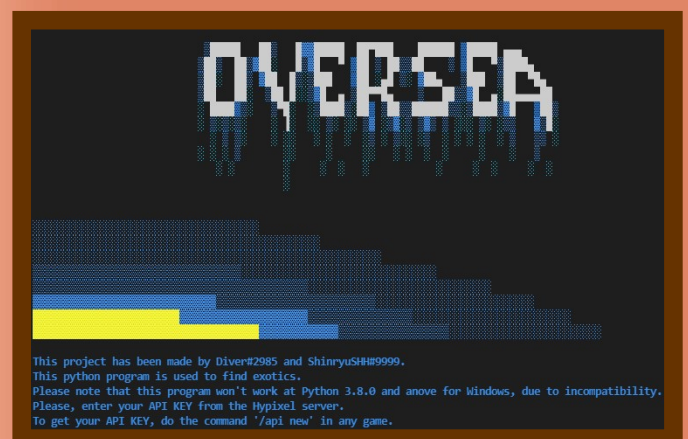 OVERSEA
This project has been made by Diver#2985 and ShinryuSHH#9999.
This python program is used to find exotics.
Please note that this program won't work at Python 3.8.0 and anove for Windows, due to incompatibility.
Please, enter your API KEY from the Hypixel server.
To get your API KEY, do the command '/api new' in any game.